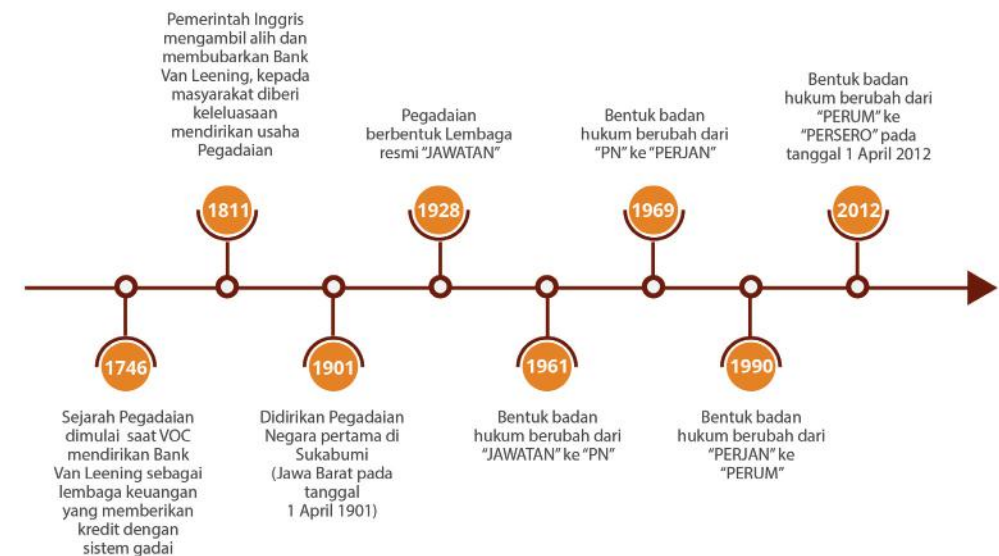 Pemerintah Inggris
mengambil alih dan
membubarkan Bank
Van Leening, kepada
masyarakat diberi
keleluasaan
mendirikan usaha
Pegadaian
Pegadaian
berbentuk Lembaga
resmi “JAWATAN”
Bentuk badan
hukum berubah dari
“PN” ke “PERJAN”
Bentuk badan
hukum berubah dari
“PERUM” ke
“PERSERO” pada
tanggal 1 April 2012
1811
1928
1969
2012
1746
1901
1961
1990
Sejarah Pegadaian
dimulai saat VOC
mendirikan Bank
Van Leening sebagai
lembaga keuangan
yang memberikan
kredit dengan
sistem gadai
Didirikan Pegadaian
Negara pertama di
Sukabumi
(Jawa Barat pada
tanggal
1 April 1901)
Bentuk badan
hukum berubah dari
“JAWATAN” ke “PN”
Bentuk badan
hukum berubah dari
“PERJAN” ke
“PERUM”